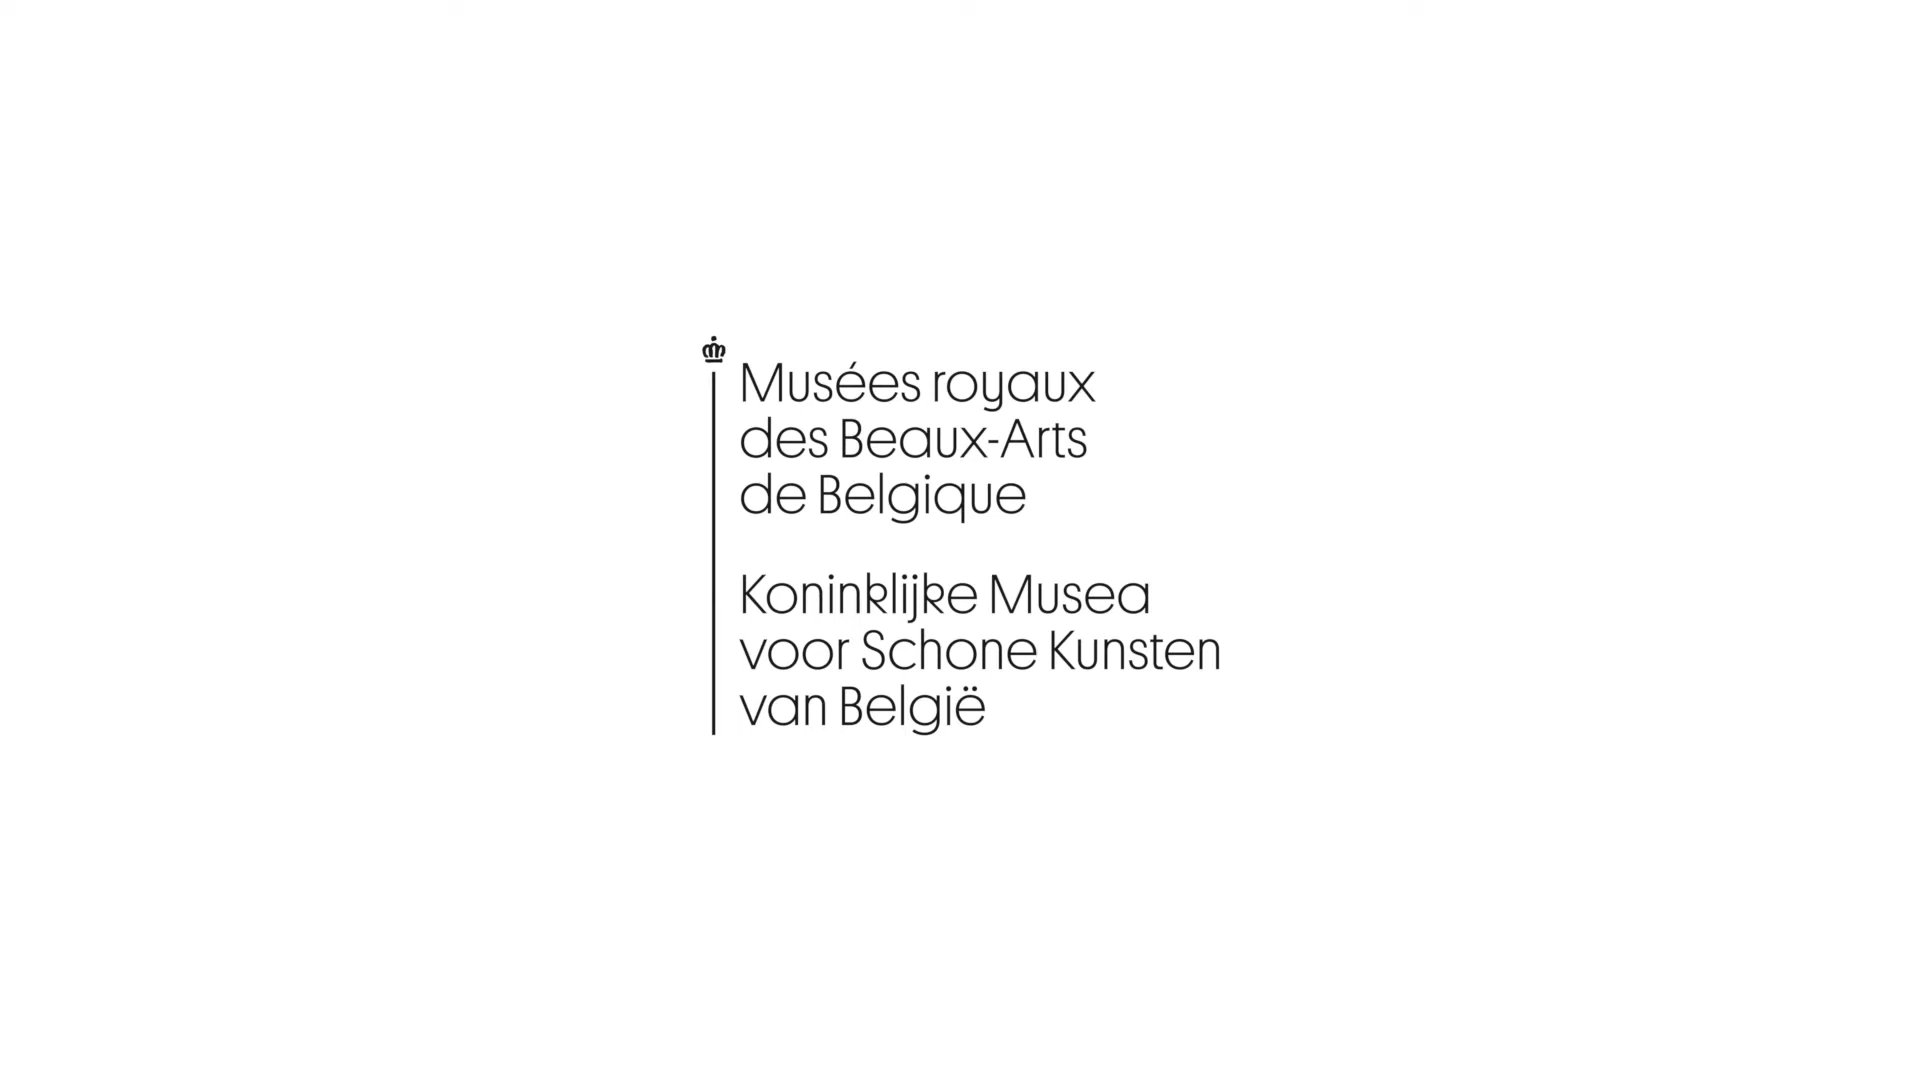 Musées royaux
des Beaux-Arts
de Belgique
Koninklijke Musea
voor Schone Kunsten
van België